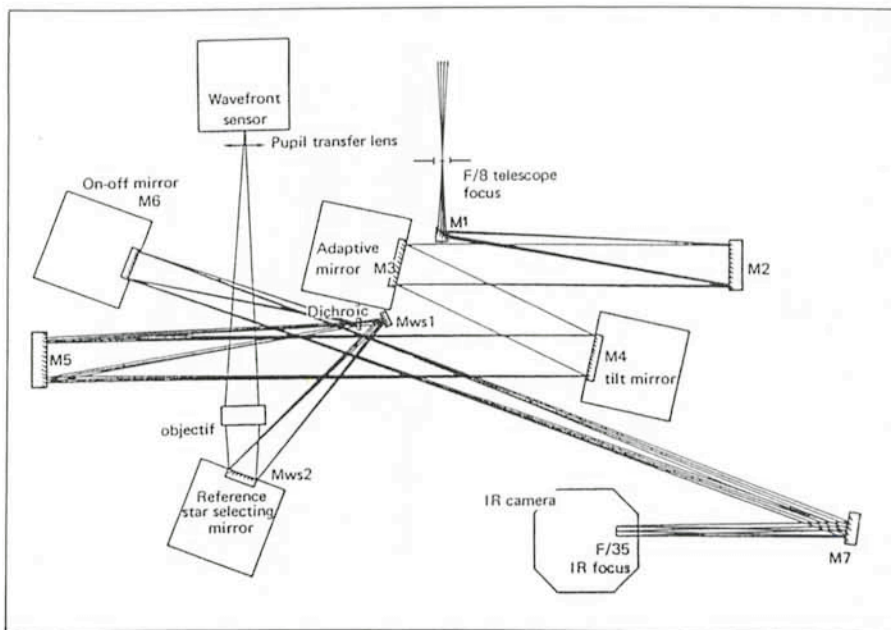 Wavefront
sensor
Pupil transfer lens
F/8 telescope
focus
On-off mirror
M6
M1
Adaptive
mirror
M3
M2
Dichroic
Mws1
M5
M4
tilt mirror
objectif
Mws2
Reference
star selecting
mirror
IR camera
F/35
IR focus
M7